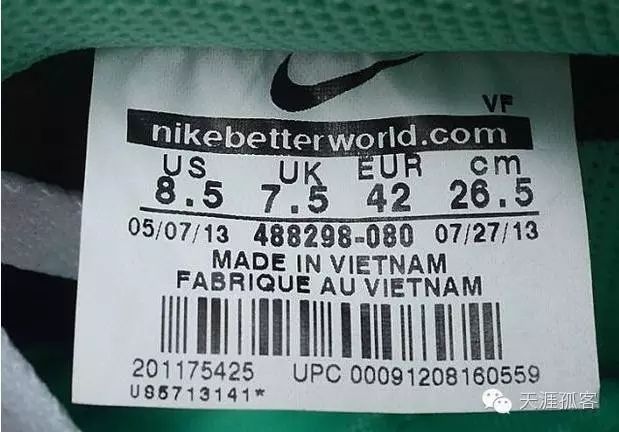 VF
nikebetterworld.com
US UK EUR cm
8.5 7.5 42 26.5
05/07/13 488298-080 07/27/13
MADE IN VIETNAM
FABRIQUE AU VIETNAM
201175425 UPC 00091208160559
US5713141*
天涯孤客